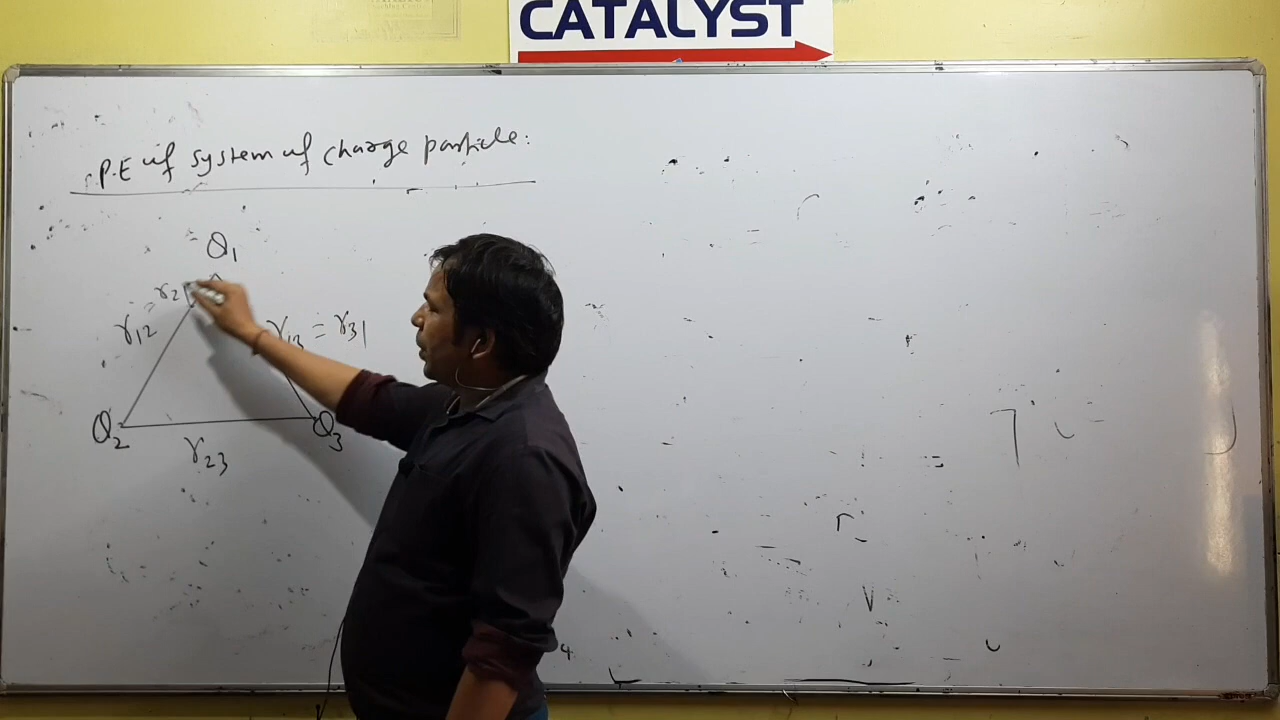 CATALYST
P.E of system of charge particle:
Q1
r12 = r21
r13 = r31
Q2
Q3
r23